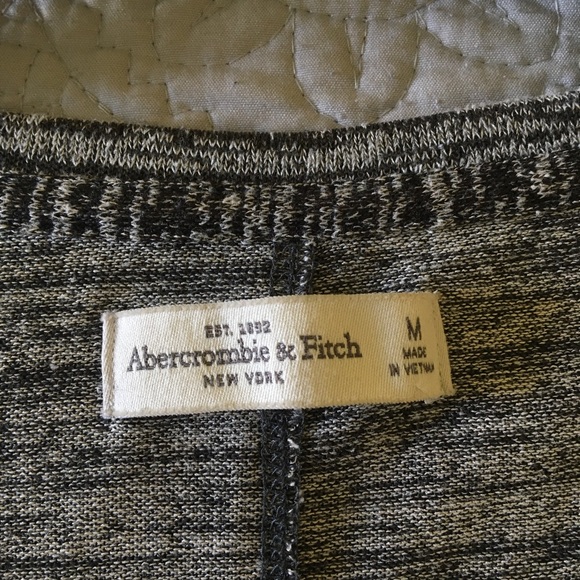 EST. 1892
Abercrombie & Fitch
NEW YORK
M
MADE
IN VIETNAM